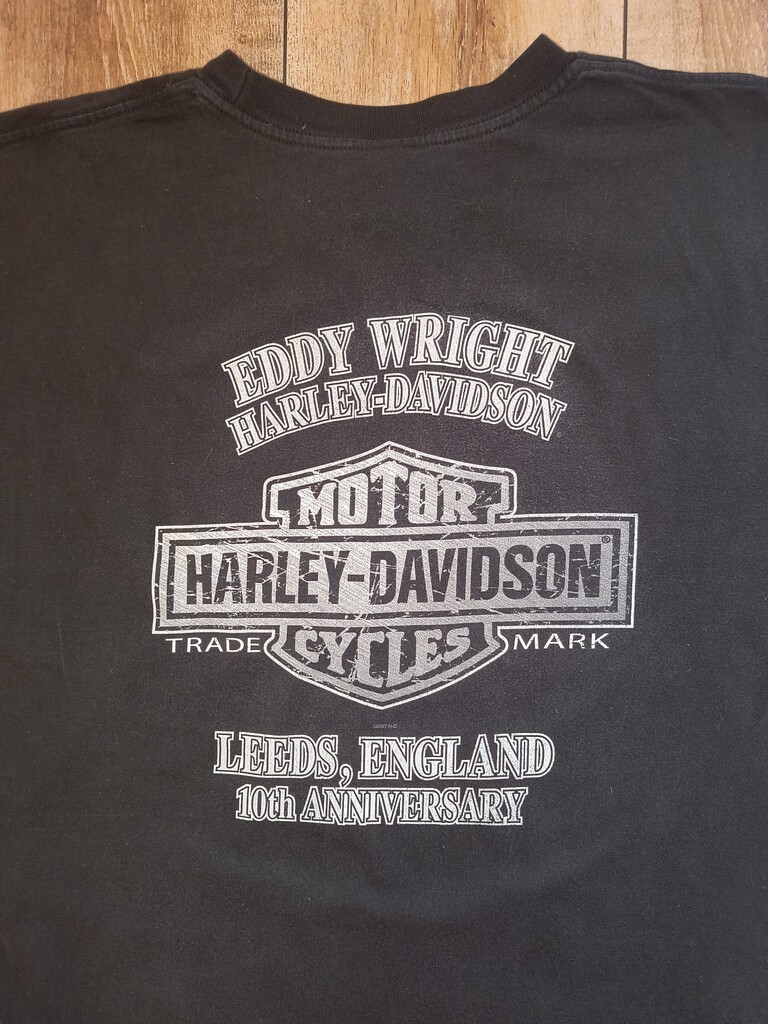 EDDY WRIGHT
HARLEY-DAVIDSON
MOTOR
HARLEY-DAVIDSON®
TRADE CYCLES MARK
LEEDS, ENGLAND
10th ANNIVERSARY